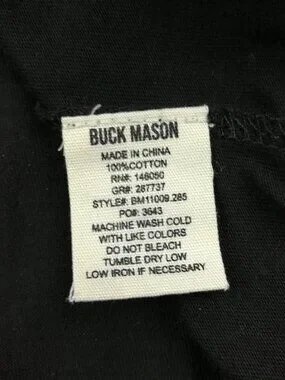 BUCK MASON
MADE IN CHINA
100%COTTON
RN#: 146050
GR#: 287737
STYLE#: BM11009.285
PO#: 3643
MACHINE WASH COLD
WITH LIKE COLORS
DO NOT BLEACH
TUMBLE DRY LOW
LOW IRON IF NECESSARY